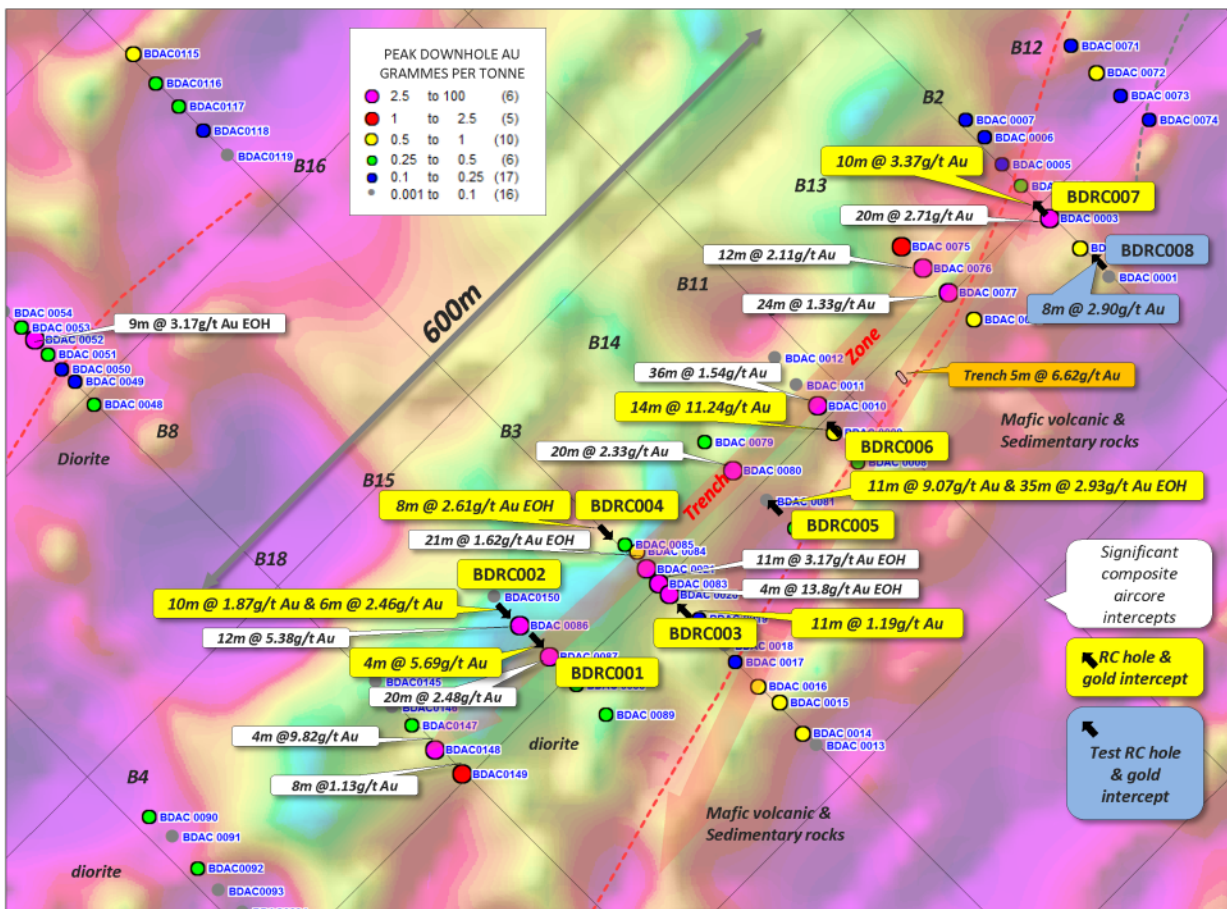 PEAK DOWNHOLE AU
GRAMMES PER TONNE
2.5 to 100 (6)
1 to 2.5 (5)
0.5 to 1 (10)
0.25 to 0.5 (6)
0.1 to 0.25 (17)
0.001 to 0.1 (16)
BDAC0115
BDAC0116
BDAC0117
BDAC0118
BDAC0119
B16
600m
B12
BDAC 0071
BDAC 0072
BDAC 0073
BDAC 0074
B2
BDAC 0007
BDAC 0006
BDAC 0005
10m @ 3.37g/t Au
BDRC007
B13
20m @ 2.71g/t Au
BDAC 0003
BDRC008
BDAC 0001
8m @ 2.90g/t Au
BDAC 0075
12m @ 2.11g/t Au
BDAC 0076
B11
24m @ 1.33g/t Au
BDAC 0077
BDAC 0054
BDAC 0053
BDAC 0052
9m @ 3.17g/t Au EOH
BDAC 0051
BDAC 0050
BDAC 0049
BDAC 0048
B8
Diorite
B14
BDAC 0012
Zone
36m @ 1.54g/t Au
BDAC 0011
Trench 5m @ 6.62g/t Au
BDAC 0010
14m @ 11.24g/t Au
Mafic volcanic &
Sedimentary rocks
B3
BDAC 0079
BDRC006
20m @ 2.33g/t Au
BDAC 0080
BDAC 0008
Trench
B15
11m @ 9.07g/t Au & 35m @ 2.93g/t Au EOH
8m @ 2.61g/t Au EOH
BDRC004
BDAC 0081
BDRC005
21m @ 1.62g/t Au EOH
BDAC 0085
BDAC 0084
B18
11m @ 3.17g/t Au EOH
BDAC 0021
BDAC 0083
4m @ 13.8g/t Au EOH
BDAC 0020
BDRC002
BDAC0150
10m @ 1.87g/t Au & 6m @ 2.46g/t Au
11m @ 1.19g/t Au
BDAC 0086
BDRC003
12m @ 5.38g/t Au
4m @ 5.69g/t Au
BDAC 0087
BDRC001
0018
BDAC 0017
20m @ 2.48g/t Au
BDAC0145
BDAC0146
BDAC 0016
BDAC 0015
BDAC0147
BDAC 0089
BDAC 0014
BDAC 0013
4m @9.82g/t Au
BDAC0148
diorite
8m @1.13g/t Au
BDAC0149
B4
BDAC 0090
BDAC 0091
Mafic volcanic &
Sedimentary rocks
diorite
BDAC0092
BDAC0093
Significant
composite
aircore
intercepts
RC hole &
gold intercept
Test RC hole
& gold
intercept